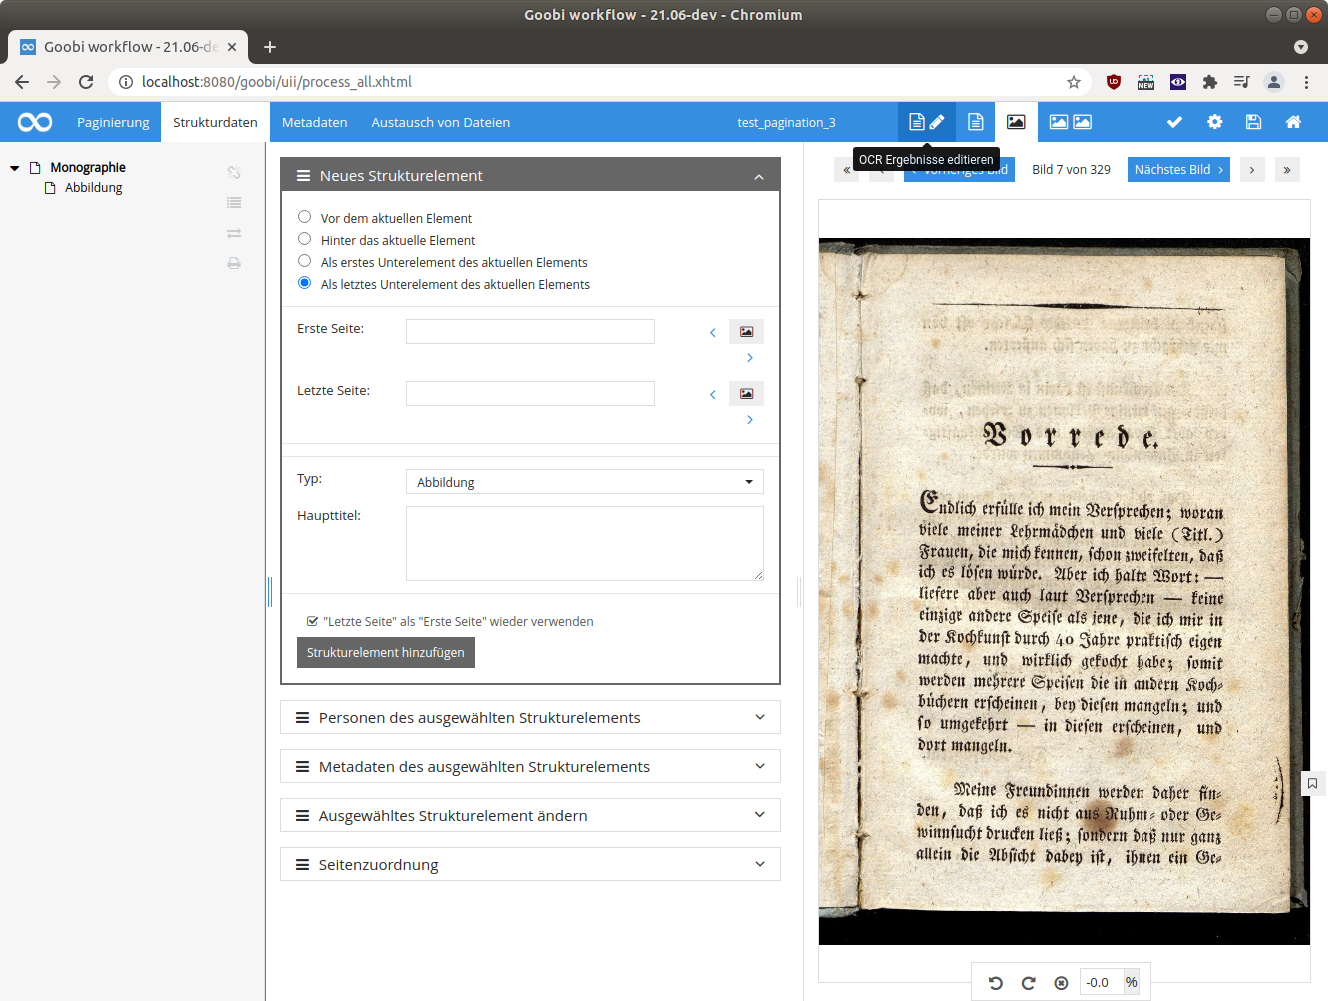 Goobi workflow - 21.06-dev - Chromium
Goobi workflow - 21.06-de
localhost:8080/goobi/uii/process_all.xhtml
NEW
Paginierung
Strukturdaten
Metadaten
Austausch von Dateien
test_pagination_3
OCR Ergebnisse editieren
Monographie
Abbildung
Neues Strukturelement
Vor dem aktuellen Element
Hinter das aktuelle Element
Als erstes Unterelement des aktuellen Elements
Als letztes Unterelement des aktuellen Elements
Erste Seite:
Letzte Seite:
Typ:
Abbildung
Haupttitel:
"Letzte Seite" als "Erste Seite" wieder verwenden
Strukturelement hinzufügen
Personen des ausgewählten Strukturelements
Metadaten des ausgewählten Strukturelements
Ausgewähltes Strukturelement ändern
Seitenzuordnung
« Bild 7 von 329 Nächstes Bild › › »
Vorrede.
Endlich erfülle ich mein Versprechen; woran
viele meiner Lehrmädchen und viele (Titl.)
Frauen, die mich kennen, schon zweifelten, daß
ich es lösen würde. Aber ich halte Wort: —
liefere aber auch laut Versprechen — keine
einzige andere Speise als jene, die ich mir in
der Kochkunst durch 40 Jahre praktisch eigen
machte, und wirklich gekocht habe; somit
werden mehrere Speisen die in andern Koch-
büchern erscheinen, bey diesen mangeln; und
so umgekehrt — in diesen erscheinen, und
dort mangeln.
Meine Freundinnen werden daher fin-
den, daß ich es nicht aus Ruhm- oder Ge-
winnsucht drucken ließ; sondern daß nur ganz
allein die Absicht dabey ist, ihnen ein Ge-
-0.0 %